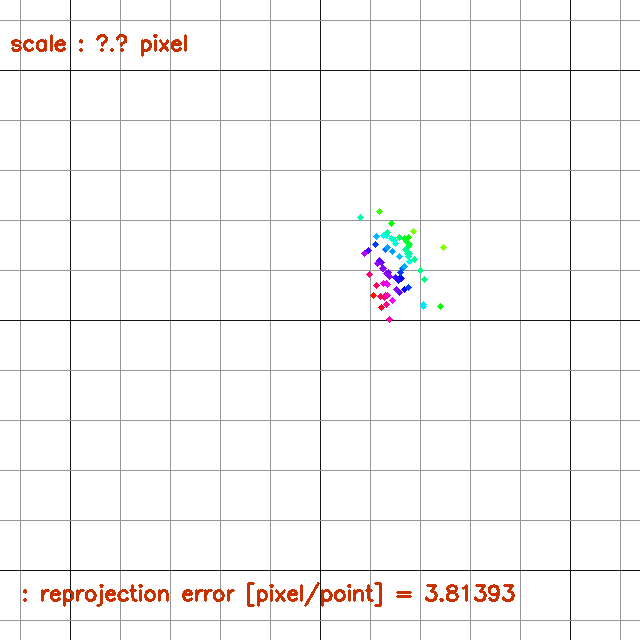 scale : ?.? pixel
: reprojection error [pixel/point] = 3.81393